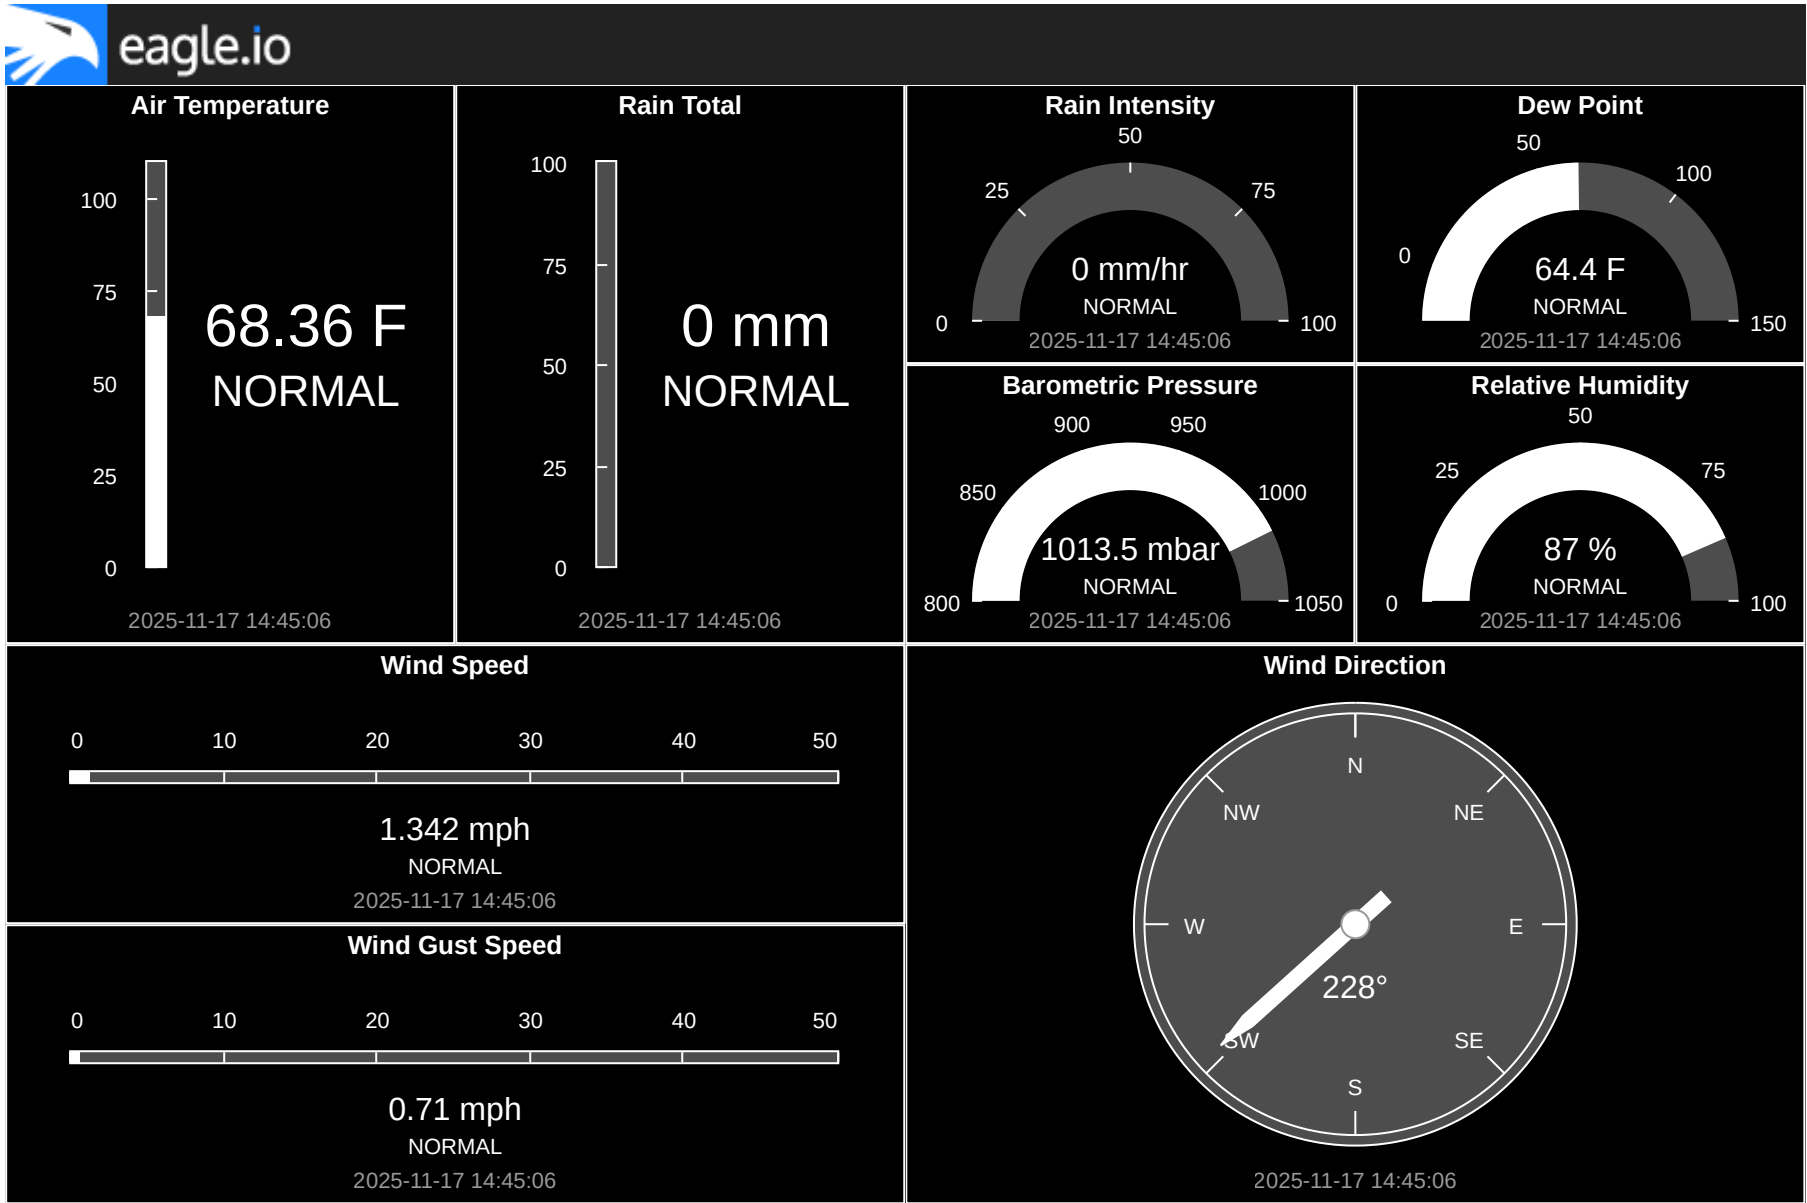 eagle.io
Air Temperature
100
75
50
25
0
68.36 F
NORMAL
2025-11-17 14:45:06
Rain Total
100
75
50
25
0
0 mm
NORMAL
2025-11-17 14:45:06
Rain Intensity
50
25
75
0
100
0 mm/hr
NORMAL
2025-11-17 14:45:06
Dew Point
50
100
0
150
64.4 F
NORMAL
2025-11-17 14:45:06
Barometric Pressure
900
950
850
1000
800
1050
1013.5 mbar
NORMAL
2025-11-17 14:45:06
Relative Humidity
50
25
75
0
100
87 %
NORMAL
2025-11-17 14:45:06
Wind Speed
0 10 20 30 40 50
1.342 mph
NORMAL
2025-11-17 14:45:06
Wind Gust Speed
0 10 20 30 40 50
0.71 mph
NORMAL
2025-11-17 14:45:06
Wind Direction
N
NW
NE
W
E
228°
SW
SE
S
2025-11-17 14:45:06